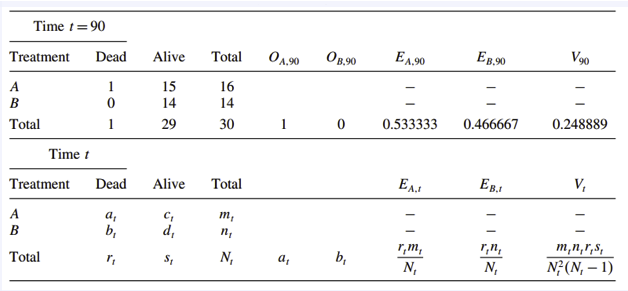 Time t = 90
Treatment Dead Alive Total O_{A,90} O_{B,90} E_{A,90} E_{B,90} V_{90}
A 1 15 16 – – –
B 0 14 14 – – –
Total 1 29 30 1 0 0.533333 0.466667 0.248889
Time t
Treatment Dead Alive Total E_{A,t} E_{B,t} V_t
A a_t c_t m_t – – –
B b_t d_t n_t – – –
Total r_t s_t N_t a_t b_t \frac{r_t m_t}{N_t} \frac{r_t n_t}{N_t} \frac{m_t n_t r_t s_t}{N_t^2(N_t − 1)}